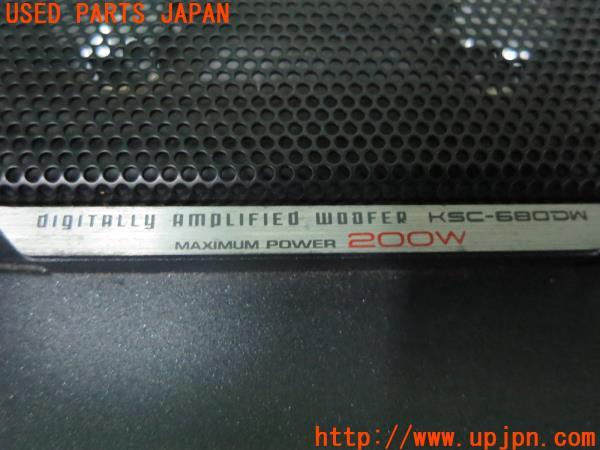 USED PARTS JAPAN
DIGITALLY AMPLIFIED WOOFER KSC-680DW
MAXIMUM POWER 200W
http://www.upjpn.com